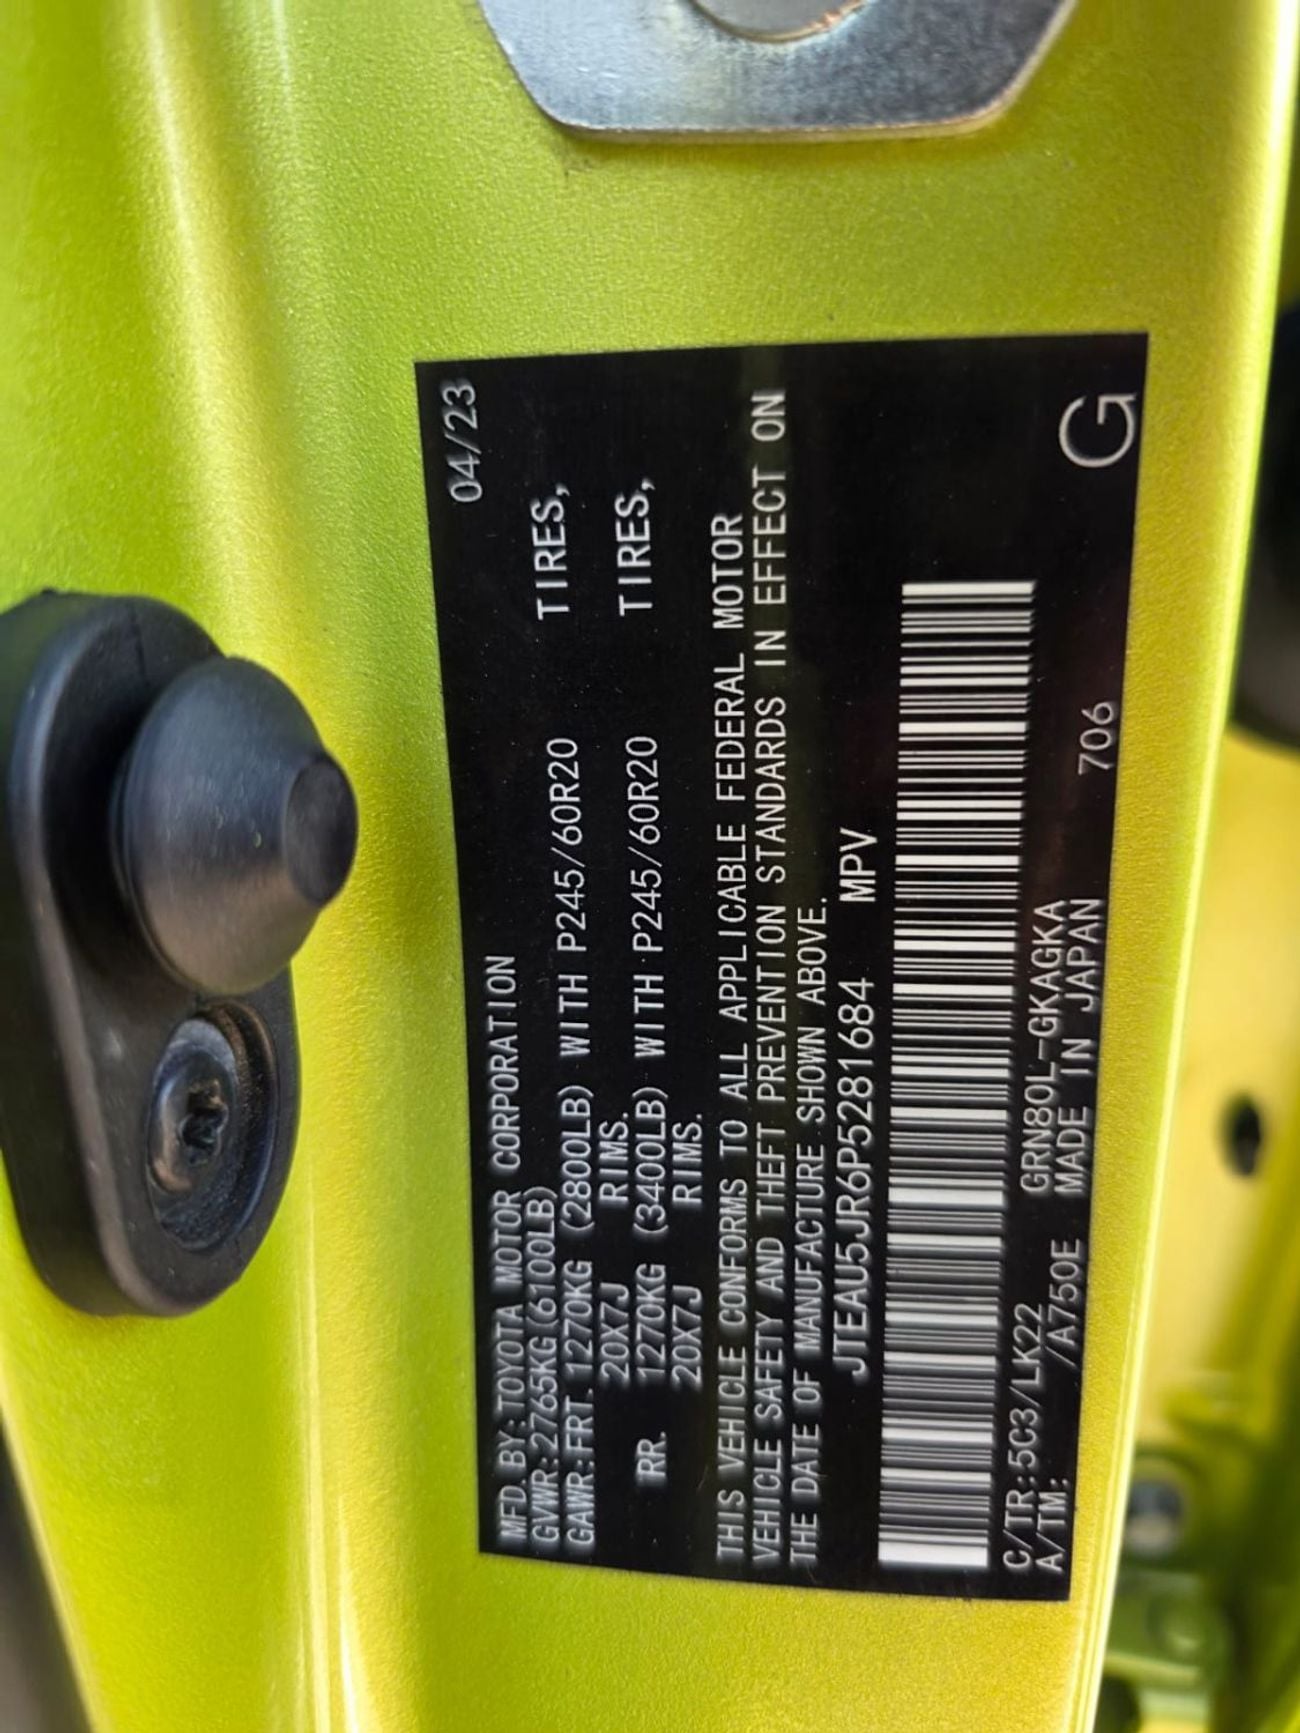 04/23
MFD. BY: TOYOTA MOTOR CORPORATION
GVWR: 2765KG (6100LB)
GAWR: FRT. 1270KG (2800LB) WITH P245/60R20 TIRES,
20X7J RIMS.
RR. 1270KG (3400LB) WITH P245/60R20 TIRES,
20X7J RIMS.
THIS VEHICLE CONFORMS TO ALL APPLICABLE FEDERAL MOTOR
VEHICLE SAFETY AND THEFT PREVENTION STANDARDS IN EFFECT ON
THE DATE OF MANUFACTURE SHOWN ABOVE.
JTEAU5JR6P5281684 MPV
C/TR: 5C3/LK22 GRN80L-GKAGKA 706
A/TM: /A750E MADE IN JAPAN G